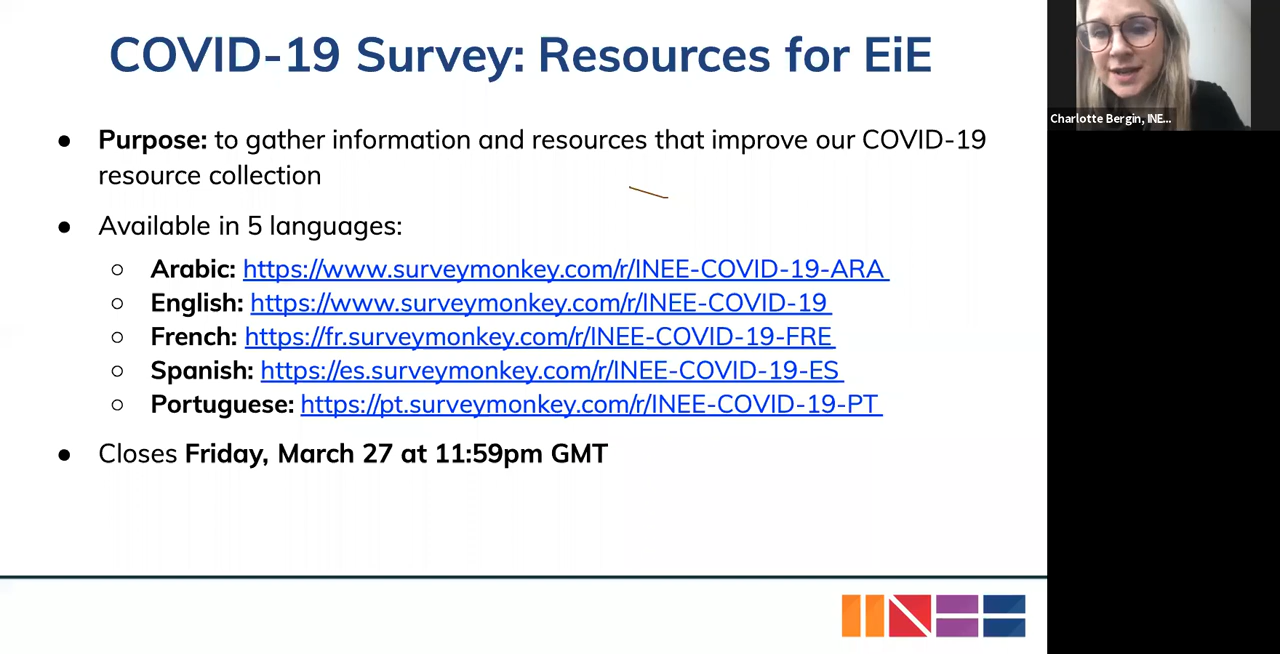 COVID-19 Survey: Resources for EiE
● Purpose: to gather information and resources that improve our COVID-19
resource collection
● Available in 5 languages:
○ Arabic: https://www.surveymonkey.com/r/INEE-COVID-19-ARA
○ English: https://www.surveymonkey.com/r/INEE-COVID-19
○ French: https://fr.surveymonkey.com/r/INEE-COVID-19-FRE
○ Spanish: https://es.surveymonkey.com/r/INEE-COVID-19-ES
○ Portuguese: https://pt.surveymonkey.com/r/INEE-COVID-19-PT
● Closes Friday, March 27 at 11:59pm GMT
INEE
Charlotte Bergin, INE...